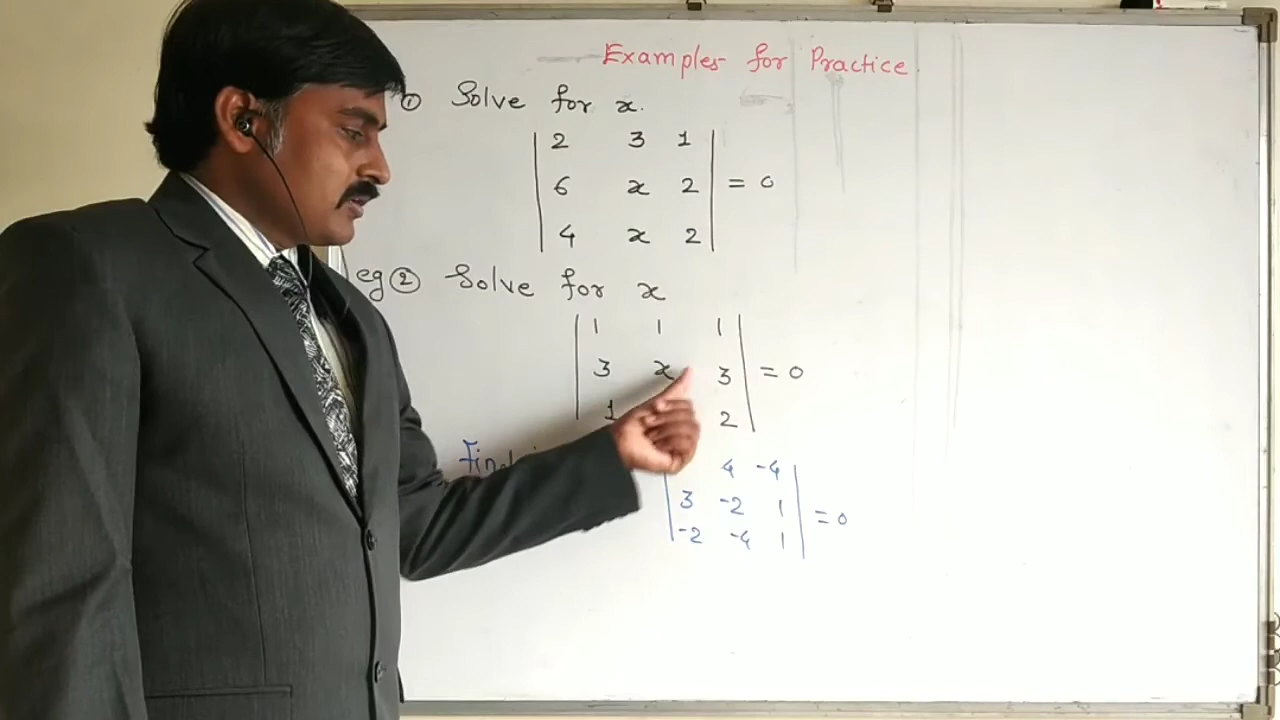 Examples for Practice
① Solve for x.
2 3 1
6 x 2 = 0
4 x 2
eg ② Solve for x
1 1 1
3 x 3 = 0
1 2
4 -4
3 -2 1 = 0
-2 -4 1